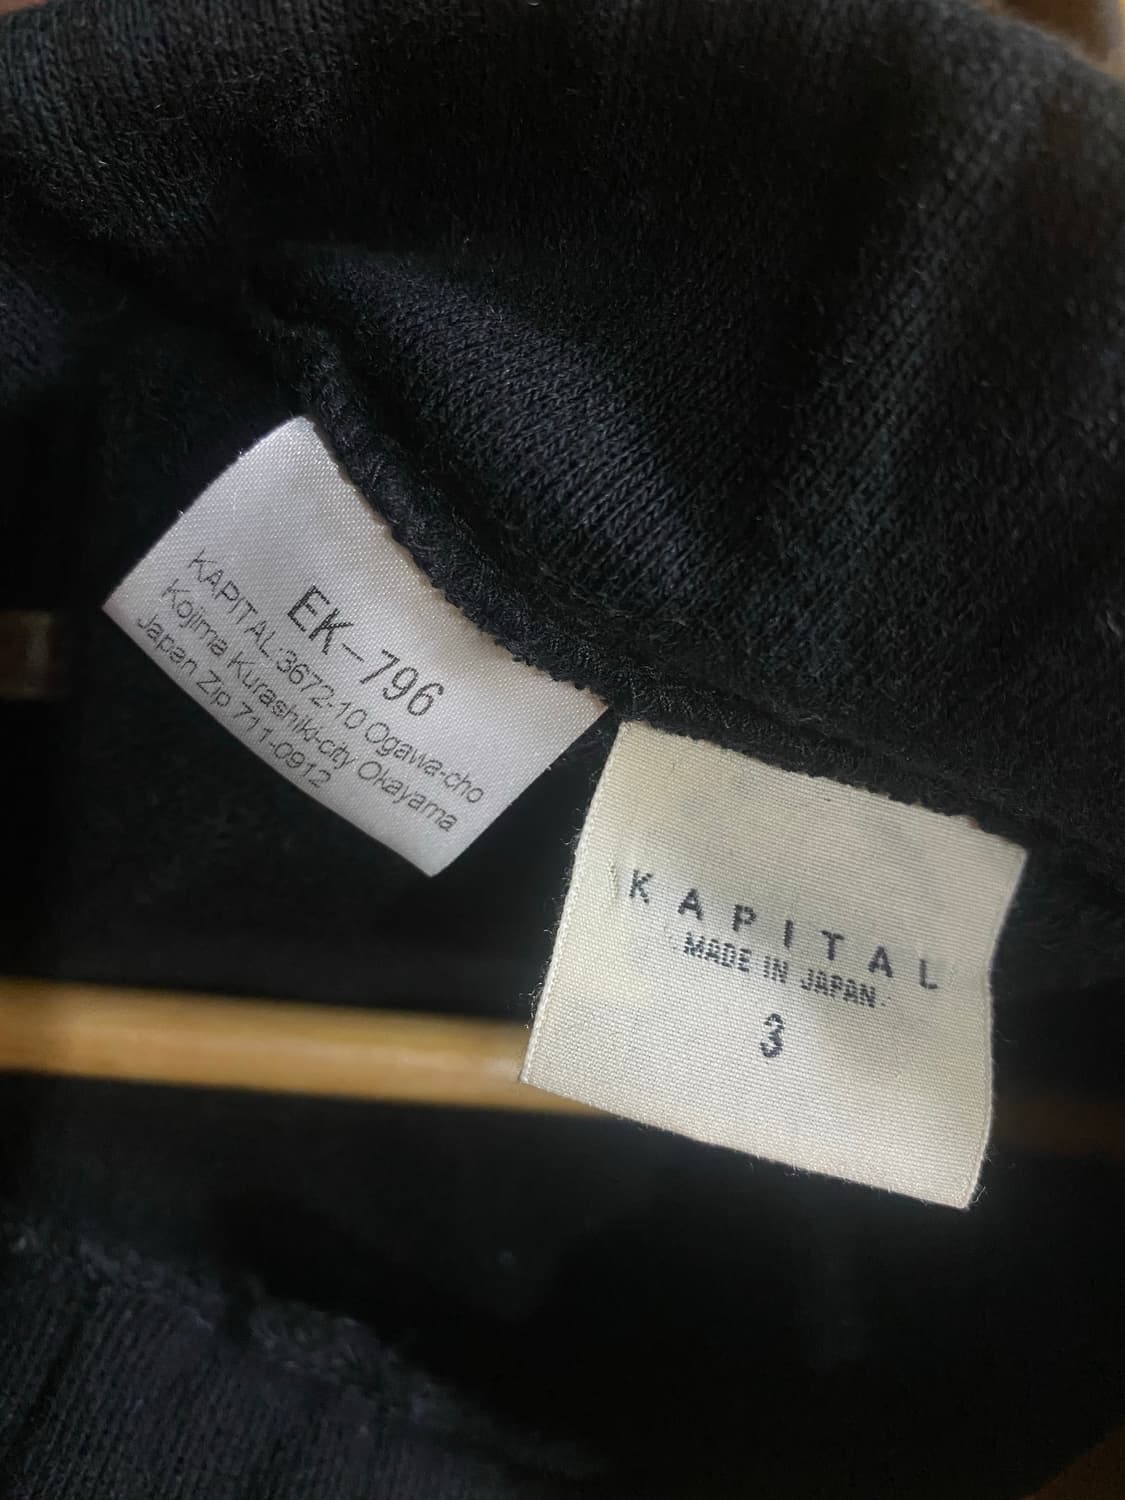 EK-796
KAPITAL 3672-10 Ogawa-cho
Kojima Kurashiki-city Okayama
Japan Zip 711-0912
KAPITAL
MADE IN JAPAN
3